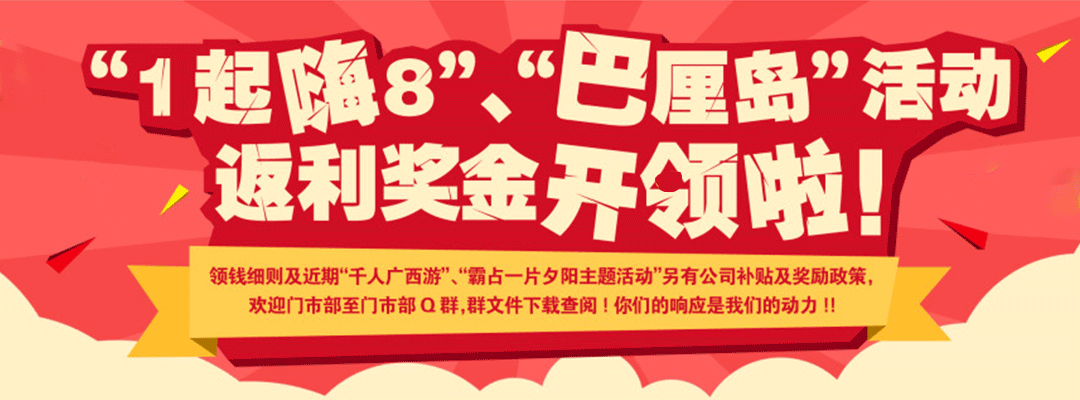 “1起嗨8”、“巴厘岛”活动
返利奖金开领啦!
领钱细则及近期“千人广西游”、“霸占一片夕阳主题活动”另有公司补贴及奖励政策,
欢迎门市部至门市部Q群,群文件下载查阅!你们的响应是我们的动力!!